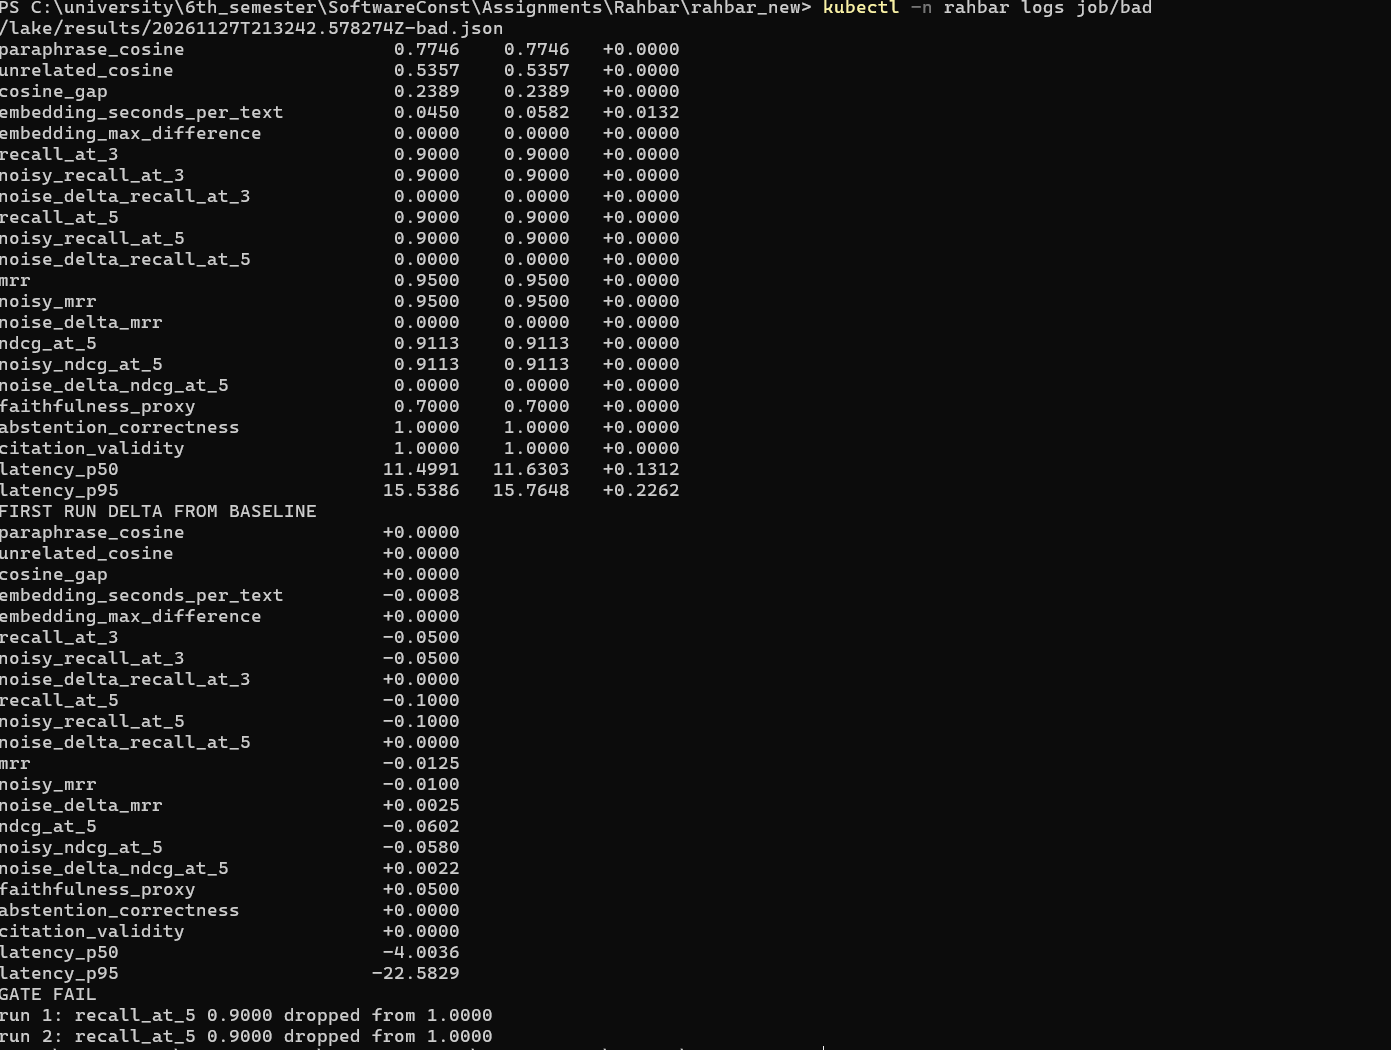 PS C:\university\6th_semester\SoftwareConst\Assignments\Rahbar\rahbar_new> kubectl -n rahbar logs job/bad
/lake/results/20261127T213242.578274Z-bad.json
paraphrase_cosine 0.7746 0.7746 +0.0000
unrelated_cosine 0.5357 0.5357 +0.0000
cosine_gap 0.2389 0.2389 +0.0000
embedding_seconds_per_text 0.0450 0.0582 +0.0132
embedding_max_difference 0.0000 0.0000 +0.0000
recall_at_3 0.9000 0.9000 +0.0000
noisy_recall_at_3 0.9000 0.9000 +0.0000
noise_delta_recall_at_3 0.0000 0.0000 +0.0000
recall_at_5 0.9000 0.9000 +0.0000
noisy_recall_at_5 0.9000 0.9000 +0.0000
noise_delta_recall_at_5 0.0000 0.0000 +0.0000
mrr 0.9500 0.9500 +0.0000
noisy_mrr 0.9500 0.9500 +0.0000
noise_delta_mrr 0.0000 0.0000 +0.0000
ndcg_at_5 0.9113 0.9113 +0.0000
noisy_ndcg_at_5 0.9113 0.9113 +0.0000
noise_delta_ndcg_at_5 0.0000 0.0000 +0.0000
faithfulness_proxy 0.7000 0.7000 +0.0000
abstention_correctness 1.0000 1.0000 +0.0000
citation_validity 1.0000 1.0000 +0.0000
latency_p50 11.4991 11.6303 +0.1312
latency_p95 15.5386 15.7648 +0.2262
FIRST RUN DELTA FROM BASELINE
paraphrase_cosine +0.0000
unrelated_cosine +0.0000
cosine_gap +0.0000
embedding_seconds_per_text -0.0008
embedding_max_difference +0.0000
recall_at_3 -0.0500
noisy_recall_at_3 -0.0500
noise_delta_recall_at_3 +0.0000
recall_at_5 -0.1000
noisy_recall_at_5 -0.1000
noise_delta_recall_at_5 +0.0000
mrr -0.0125
noisy_mrr -0.0100
noise_delta_mrr +0.0025
ndcg_at_5 -0.0602
noisy_ndcg_at_5 -0.0580
noise_delta_ndcg_at_5 +0.0022
faithfulness_proxy +0.0500
abstention_correctness +0.0000
citation_validity +0.0000
latency_p50 -4.0036
latency_p95 -22.5829
GATE FAIL
run 1: recall_at_5 0.9000 dropped from 1.0000
run 2: recall_at_5 0.9000 dropped from 1.0000